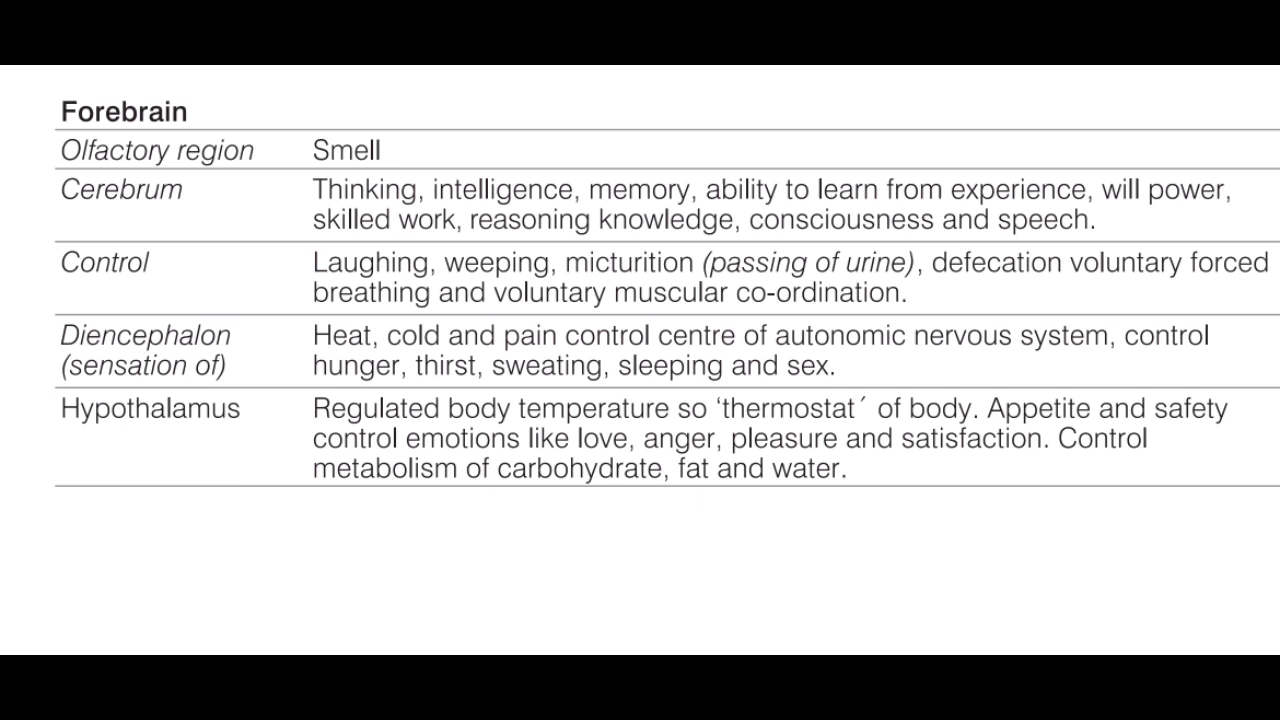 Forebrain
Olfactory region Smell
Cerebrum Thinking, intelligence, memory, ability to learn from experience, will power,
skilled work, reasoning knowledge, consciousness and speech.
Control Laughing, weeping, micturition (passing of urine), defecation voluntary forced
breathing and voluntary muscular co-ordination.
Diencephalon Heat, cold and pain control centre of autonomic nervous system, control
(sensation of) hunger, thirst, sweating, sleeping and sex.
Hypothalamus Regulated body temperature so ‘thermostat´ of body. Appetite and safety
control emotions like love, anger, pleasure and satisfaction. Control
metabolism of carbohydrate, fat and water.